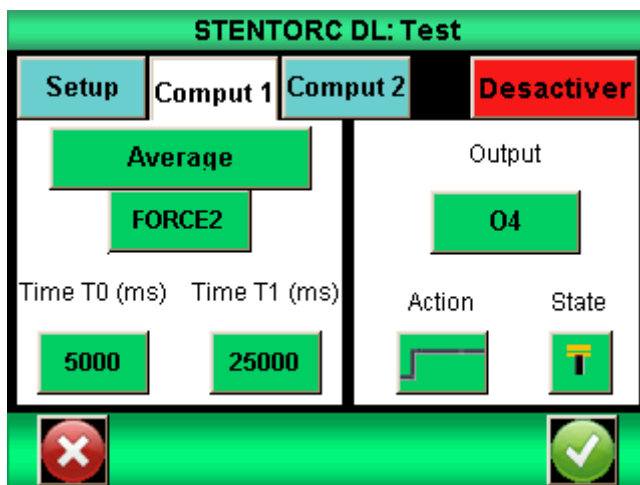 STENTORC DL: Test
Setup
Comput 1
Comput 2
Desactiver
Average
FORCE2
Time T0 (ms)
Time T1 (ms)
5000
25000
Output
O4
Action
State